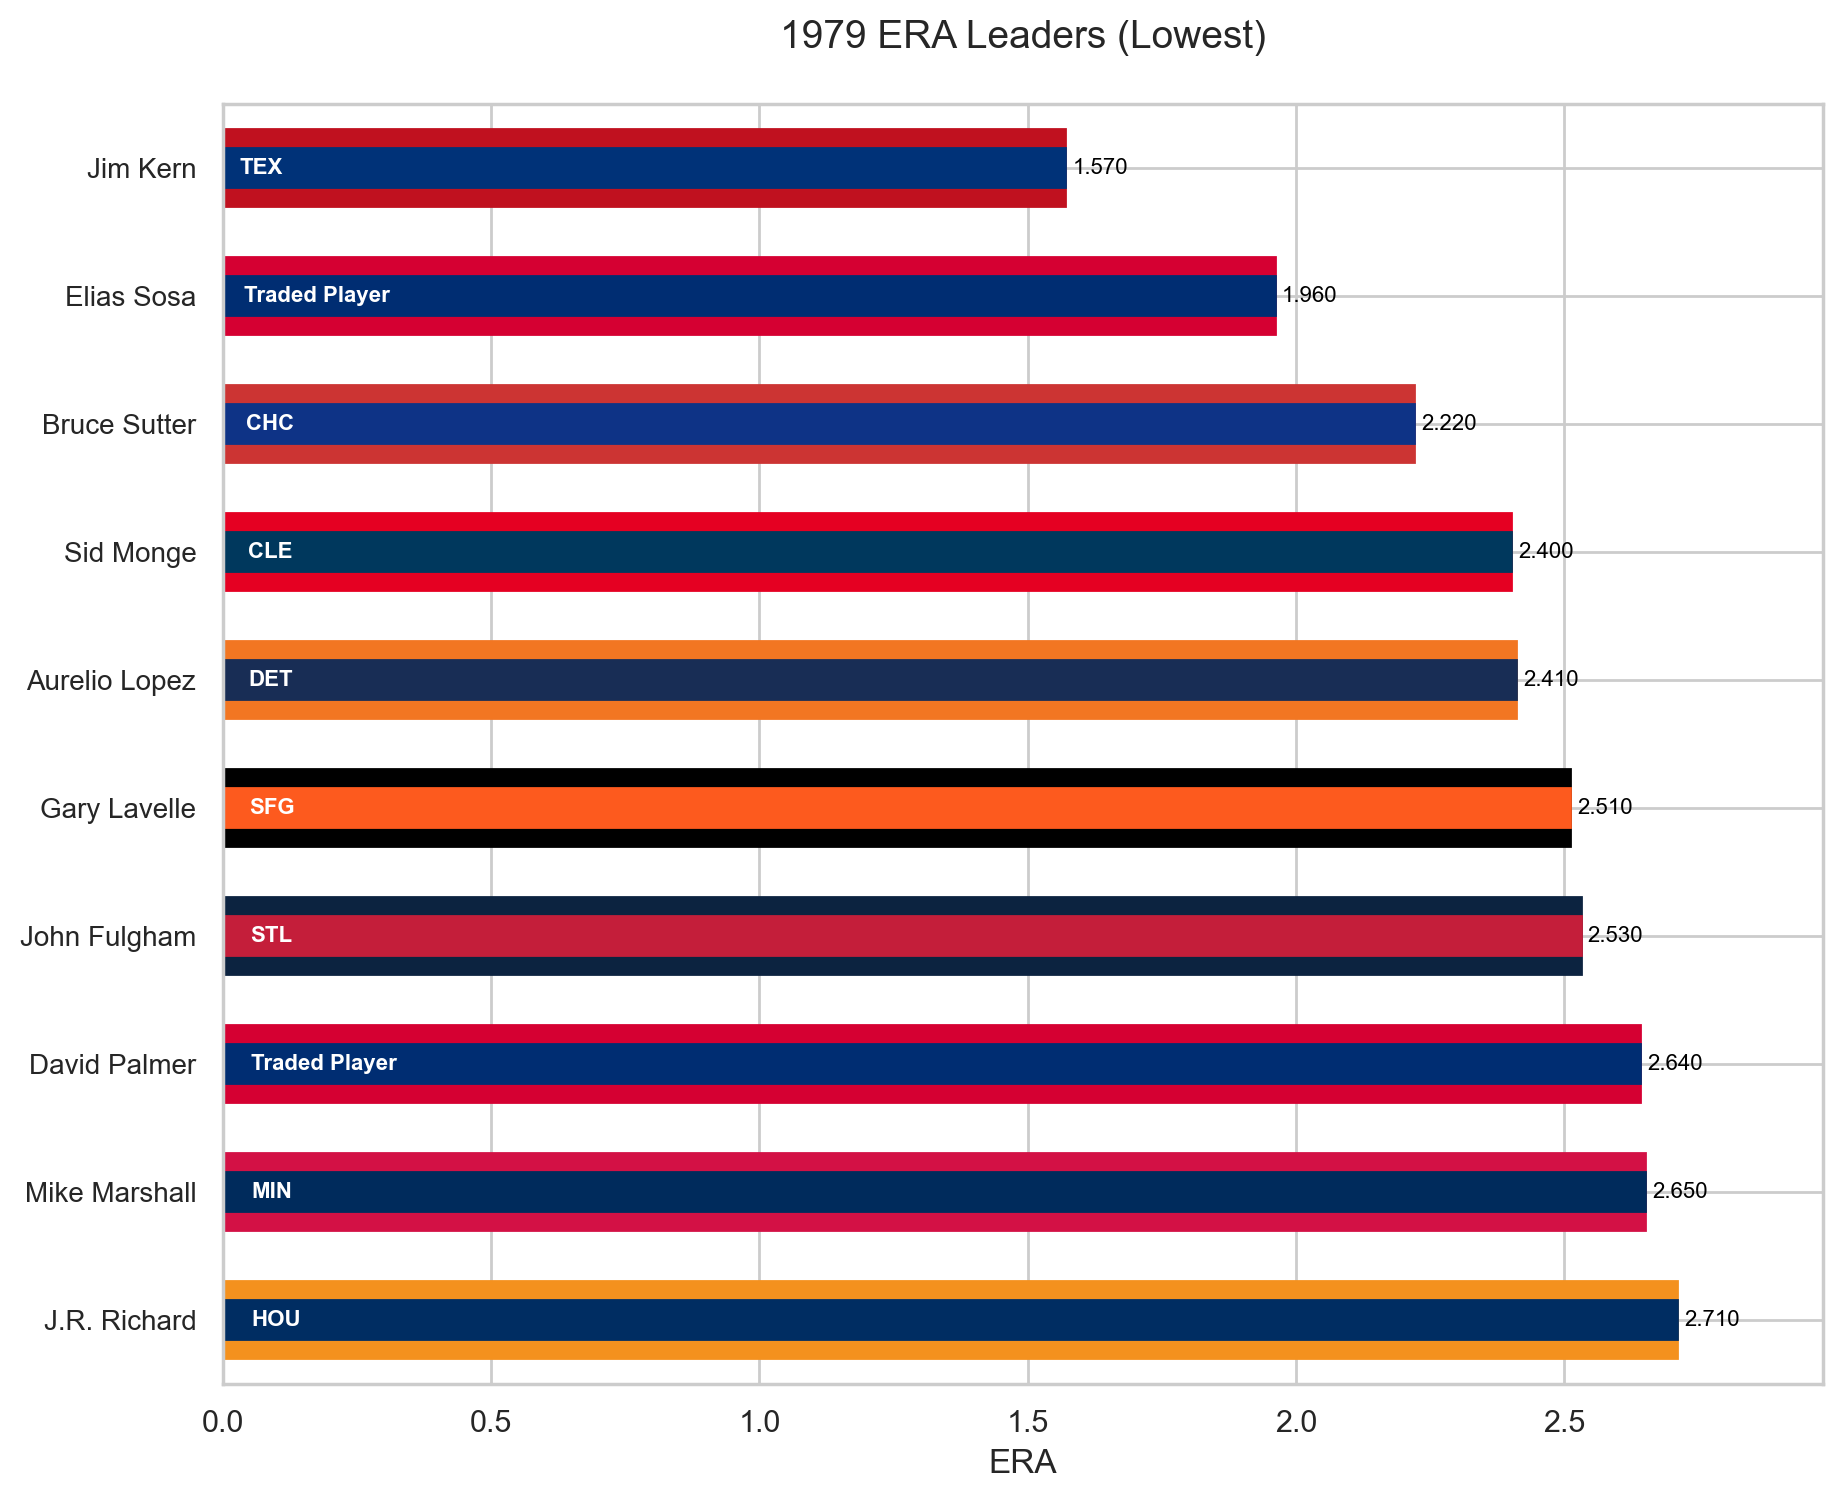 1979 ERA Leaders (Lowest)
Jim Kern
TEX
1.570
Elias Sosa
Traded Player
1.960
Bruce Sutter
CHC
2.220
Sid Monge
CLE
2.400
Aurelio Lopez
DET
2.410
Gary Lavelle
SFG
2.510
John Fulgham
STL
2.530
David Palmer
Traded Player
2.640
Mike Marshall
MIN
2.650
J.R. Richard
HOU
2.710
0.0 0.5 1.0 1.5 2.0 2.5
ERA